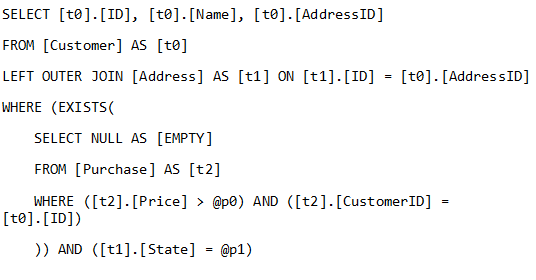 SELECT [t0].[ID], [t0].[Name], [t0].[AddressID]
FROM [Customer] AS [t0]
LEFT OUTER JOIN [Address] AS [t1] ON [t1].[ID] = [t0].[AddressID]
WHERE (EXISTS(
SELECT NULL AS [EMPTY]
FROM [Purchase] AS [t2]
WHERE ([t2].[Price] > @p0) AND ([t2].[CustomerID] =
[t0].[ID])
)) AND ([t1].[State] = @p1)